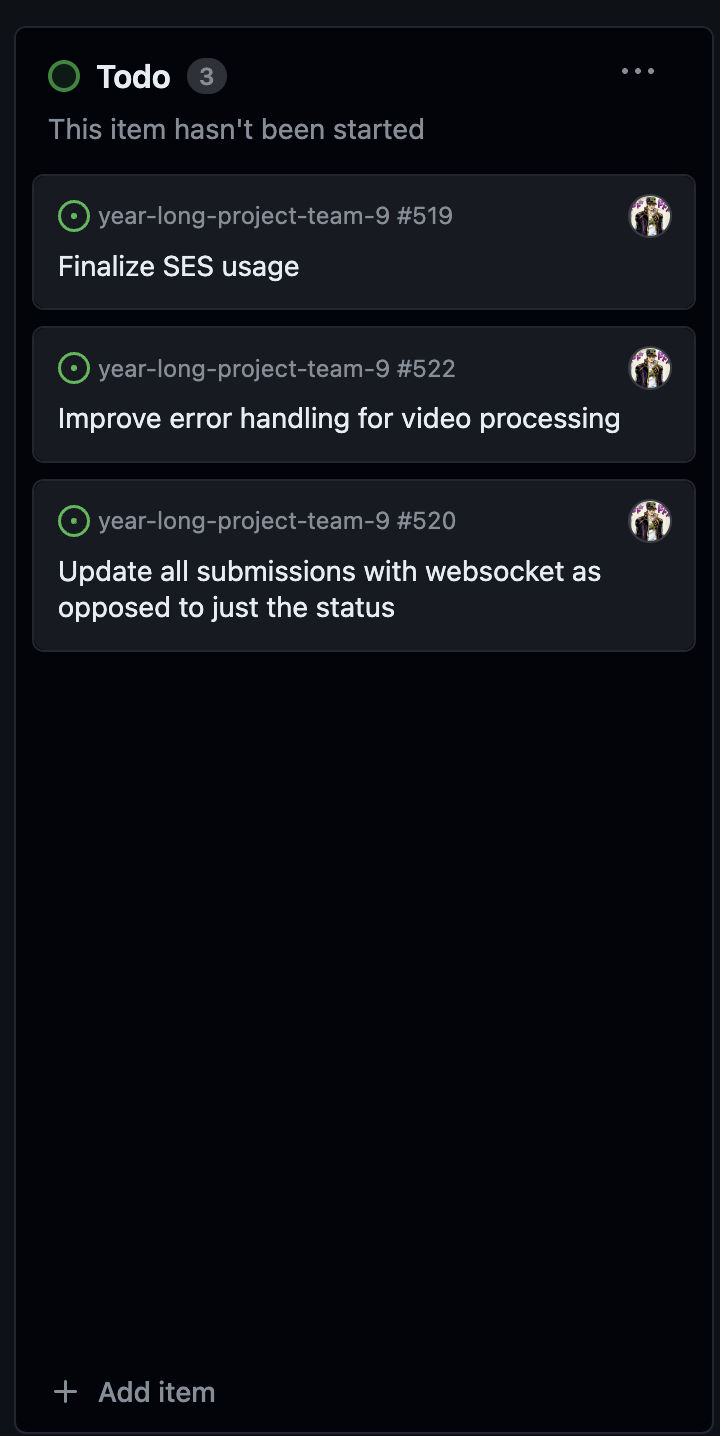 Todo 3
This item hasn't been started
year-long-project-team-9 #519
Finalize SES usage
year-long-project-team-9 #522
Improve error handling for video processing
year-long-project-team-9 #520
Update all submissions with websocket as
opposed to just the status
Add item